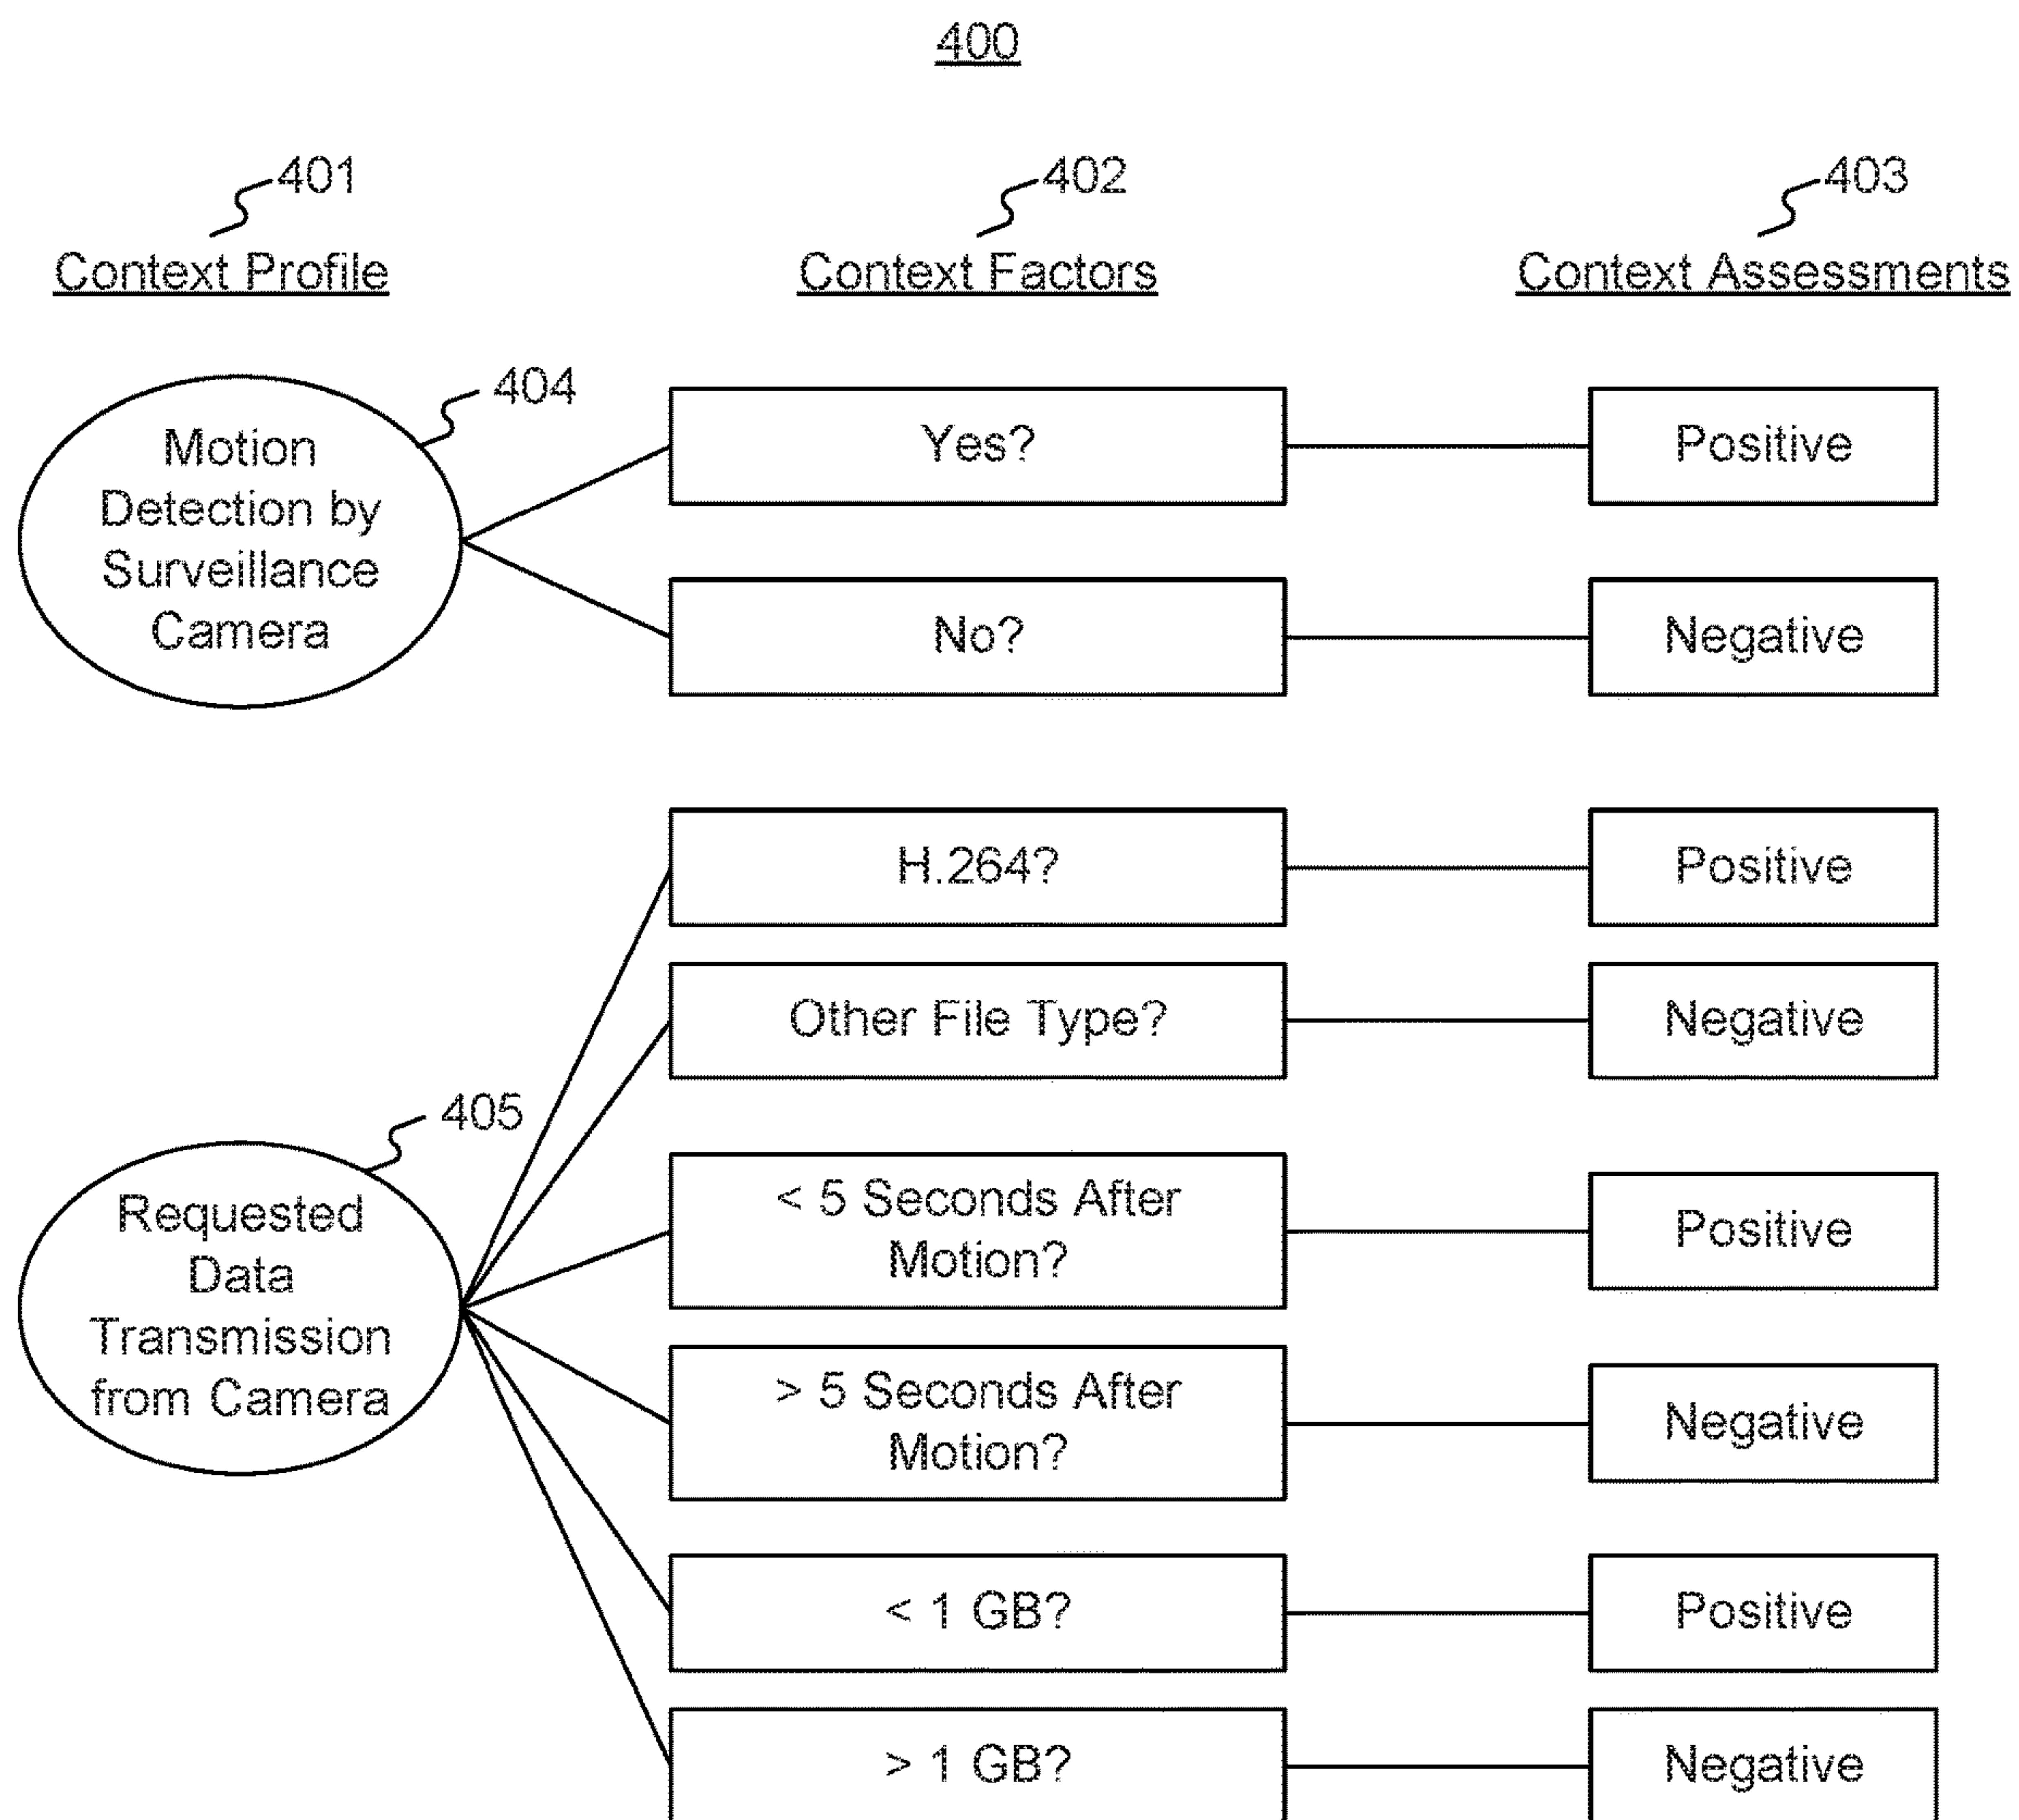 400
401
402
403
Context Profile
Context Factors
Context Assessments
404
Motion
Detection by
Surveillance
Camera
Yes?
Positive
No?
Negative
H.264?
Positive
Other File Type?
Negative
405
Requested
Data
Transmission
from Camera
< 5 Seconds After
Motion?
Positive
> 5 Seconds After
Motion?
Negative
< 1 GB?
Positive
> 1 GB?
Negative